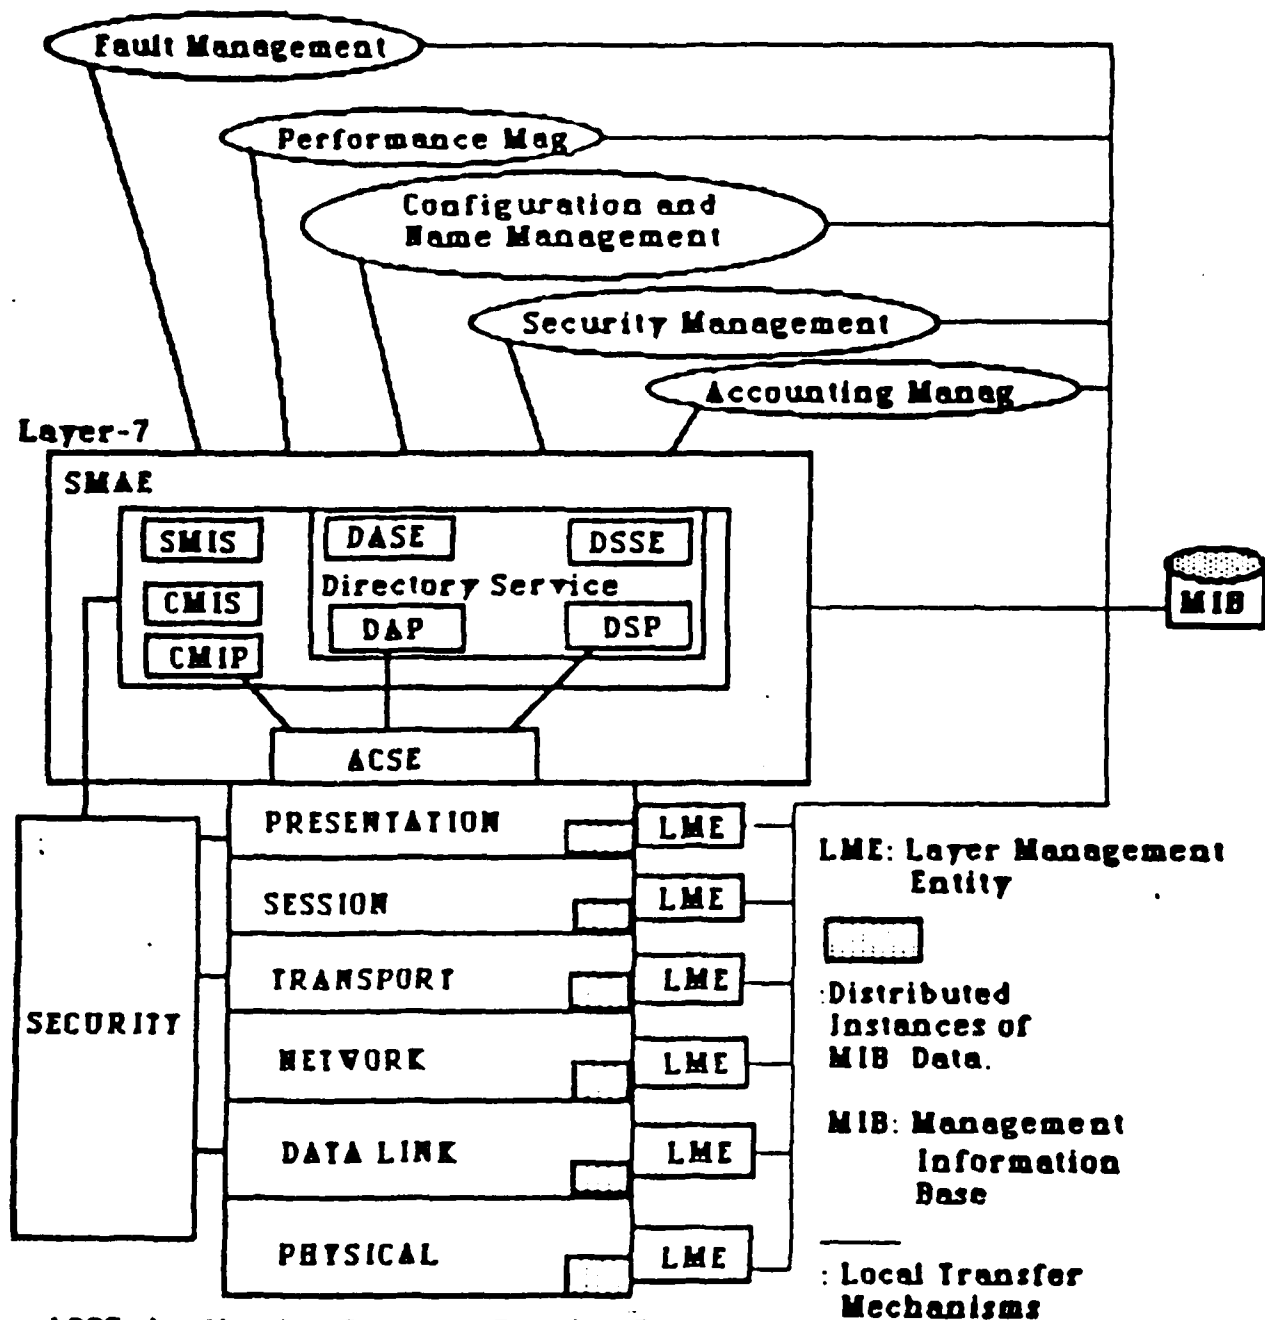 Fault Management
Performance Mag
Configuration and
Name Management
Security Management
Accounting Manag
Layer-7
SMAE
SMIS
DASE
DSSE
Directory Service
CMIS
DAP
DSP
CMIP
ACSE
MIB
PRESENTATION
LME
SESSION
LME
TRANSPORT
LME
NETWORK
LME
DATA LINK
LME
PHYSICAL
LME
SECURITY
LME: Layer Management
Entity
:Distributed
Instances of
MIB Data.
MIB: Management
Information
Base
: Local Transfer
Mechanisms